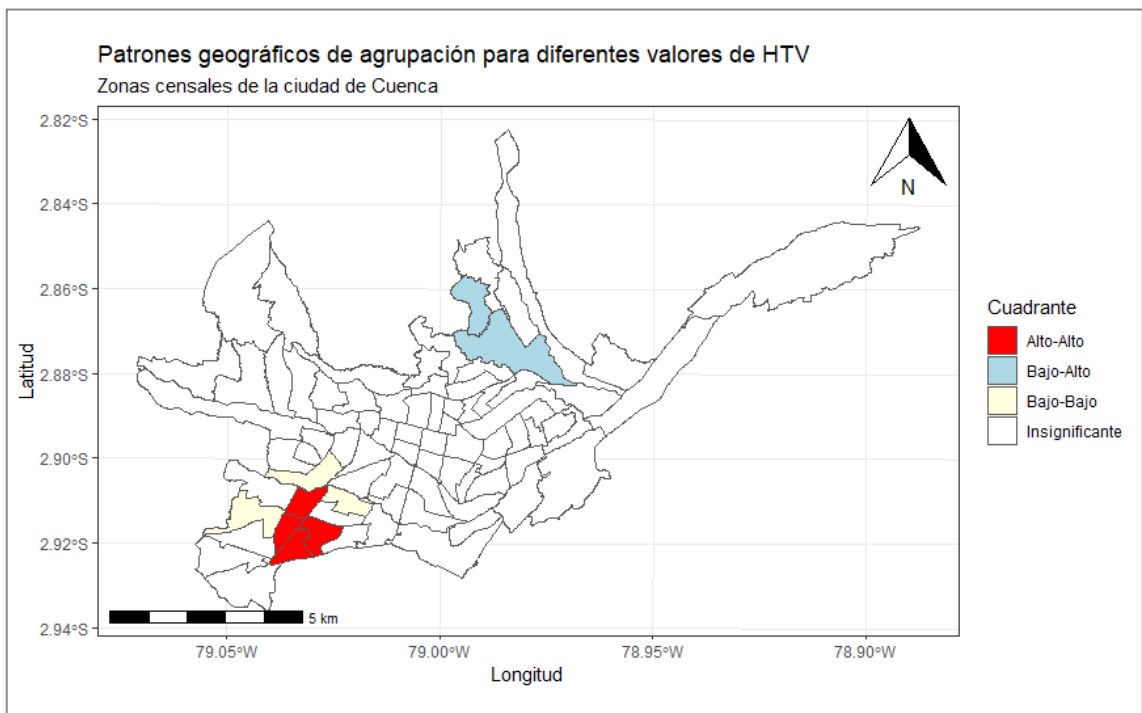 Patrones geográficos de agrupación para diferentes valores de HTV
Zonas censales de la ciudad de Cuenca
2.82°S
2.84°S
2.86°S
2.88°S
2.90°S
2.92°S
2.94°S
Latitud
N
5 km
79.05°W
79.00°W
78.95°W
78.90°W
Longitud
Cuadrante
Alto-Alto
Bajo-Alto
Bajo-Bajo
Insignificante